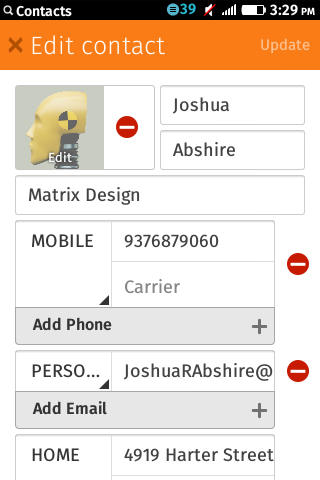 Contacts 39 3:29 PM
Edit contact Update
Edit
Joshua
Abshire
Matrix Design
MOBILE 9376879060
Carrier
Add Phone
PERSO... JoshuaRAbshire@
Add Email
HOME 4919 Harter Street